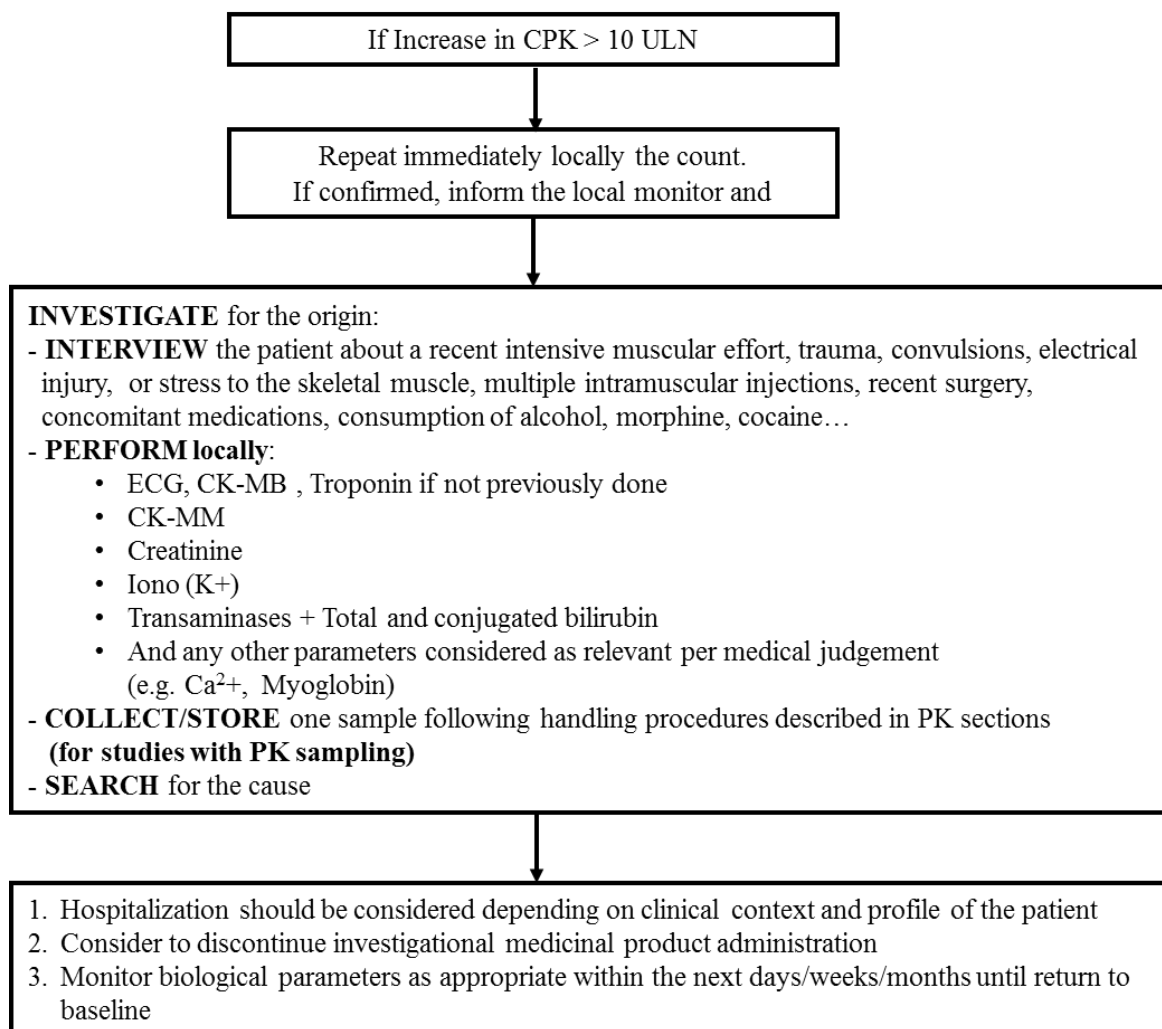 If Increase in CPK > 10 ULN
Repeat immediately locally the count.
If confirmed, inform the local monitor and
INVESTIGATE for the origin:
- INTERVIEW the patient about a recent intensive muscular effort, trauma, convulsions, electrical
injury, or stress to the skeletal muscle, multiple intramuscular injections, recent surgery,
concomitant medications, consumption of alcohol, morphine, cocaine…
- PERFORM locally:
• ECG, CK-MB , Troponin if not previously done
• CK-MM
• Creatinine
• Iono (K+)
• Transaminases + Total and conjugated bilirubin
• And any other parameters considered as relevant per medical judgement
(e.g. Ca²+, Myoglobin)
- COLLECT/STORE one sample following handling procedures described in PK sections
(for studies with PK sampling)
- SEARCH for the cause
1. Hospitalization should be considered depending on clinical context and profile of the patient
2. Consider to discontinue investigational medicinal product administration
3. Monitor biological parameters as appropriate within the next days/weeks/months until return to
baseline